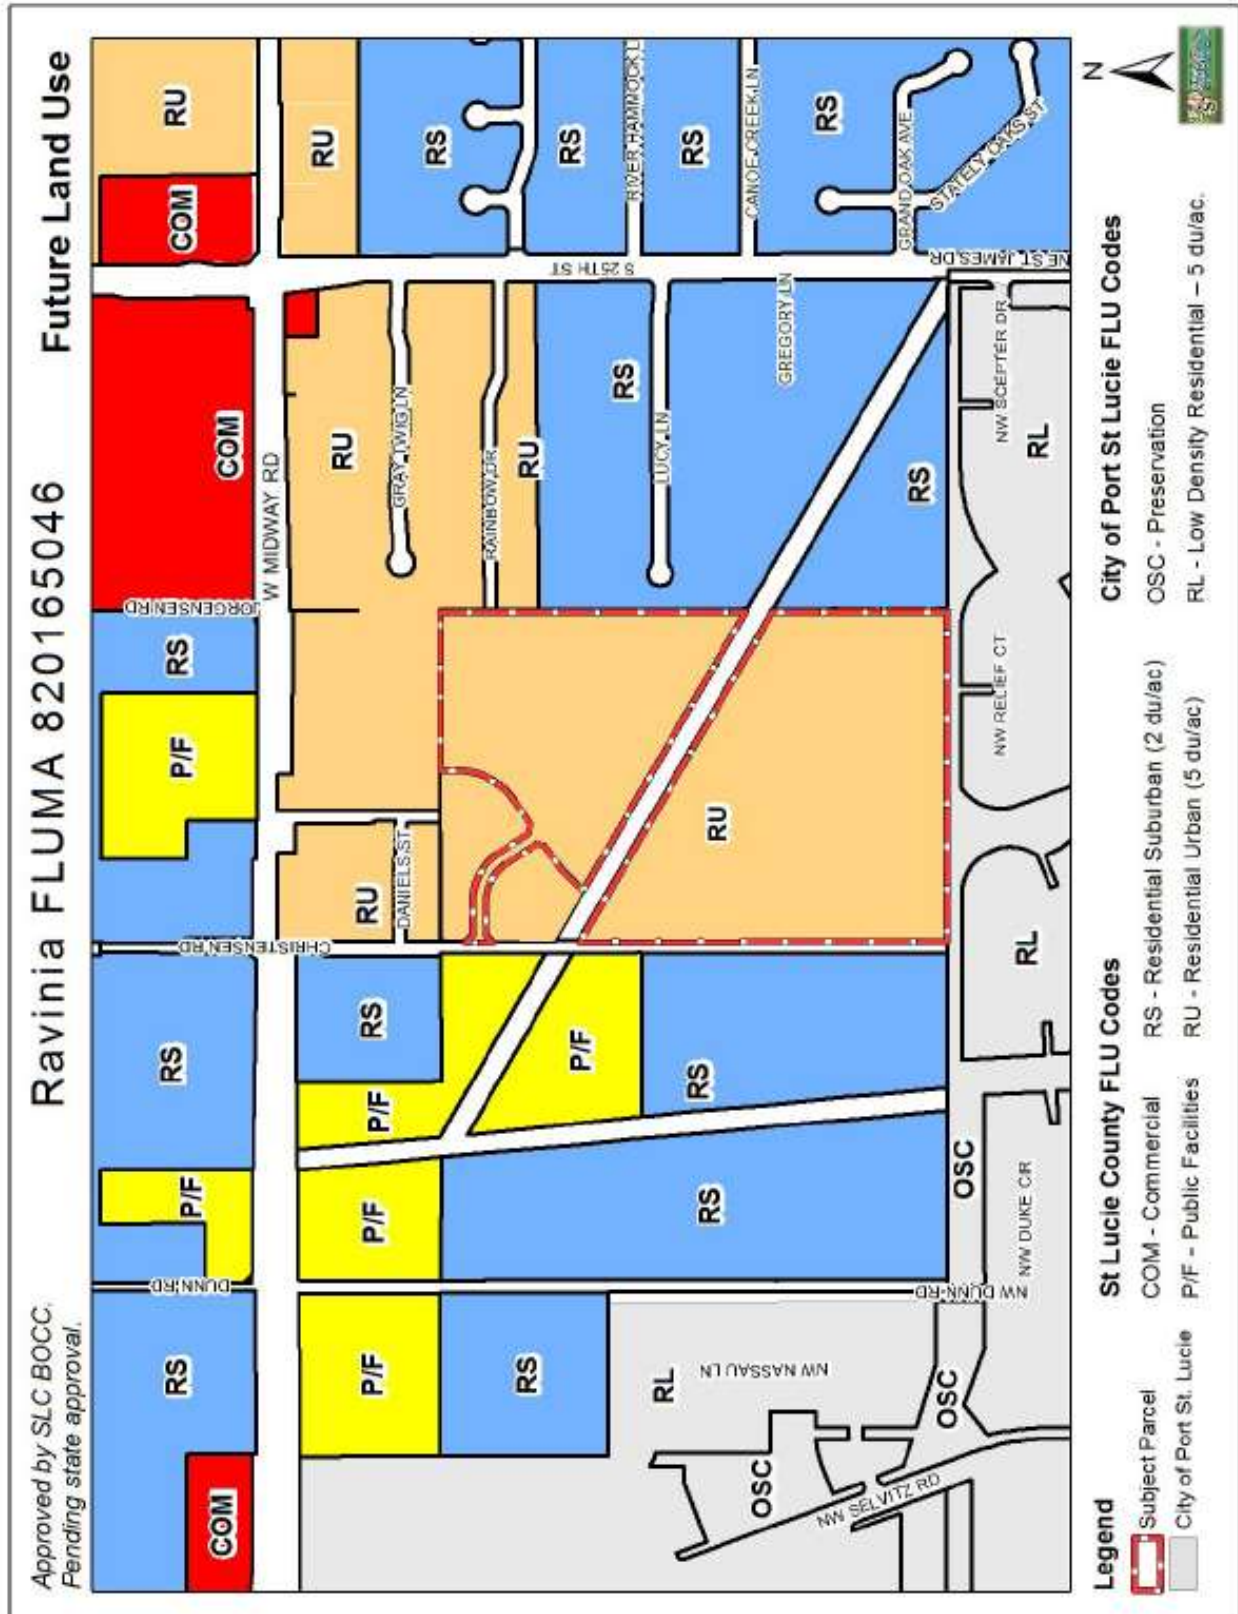 Approved by SLC BOCC.
Pending state approval.
Ravinia FLUMA 820165046
Future Land Use
RS
COM
DUNN RD
P/F
RS
CHRISTENSEN RD
P/F
RS
JORGENSEN RD
COM
COM
RU
W MIDWAY RD
P/F
P/F
P/F
RS
RU
DANIELS ST
RU
GRAY TWIG LN
RAINBOW DR
RU
RU
RS
RS
RS
P/F
RU
RS
LUCY LN
S 25TH ST
RIVER HAMMOCK L
RS
CANOE CREEK LN
RL
NW NASSAU LN
RS
RS
GREGORY LN
RS
GRAND OAK AVE
STATELY OAKS ST
OSC
NW SELVITZ RD
OSC
NW DUNN RD
OSC
RS
NE ST JAMES DR
NW DUKE CIR
RL
NW RELIEF CT
NW SCEPTER DR
RL
N
Legend
Subject Parcel
City of Port St. Lucie
St Lucie County FLU Codes
COM - Commercial
RS - Residential Suburban (2 du/ac)
P/F - Public Facilities
RU - Residential Urban (5 du/ac)
City of Port St Lucie FLU Codes
OSC - Preservation
RL - Low Density Residential – 5 du/ac.